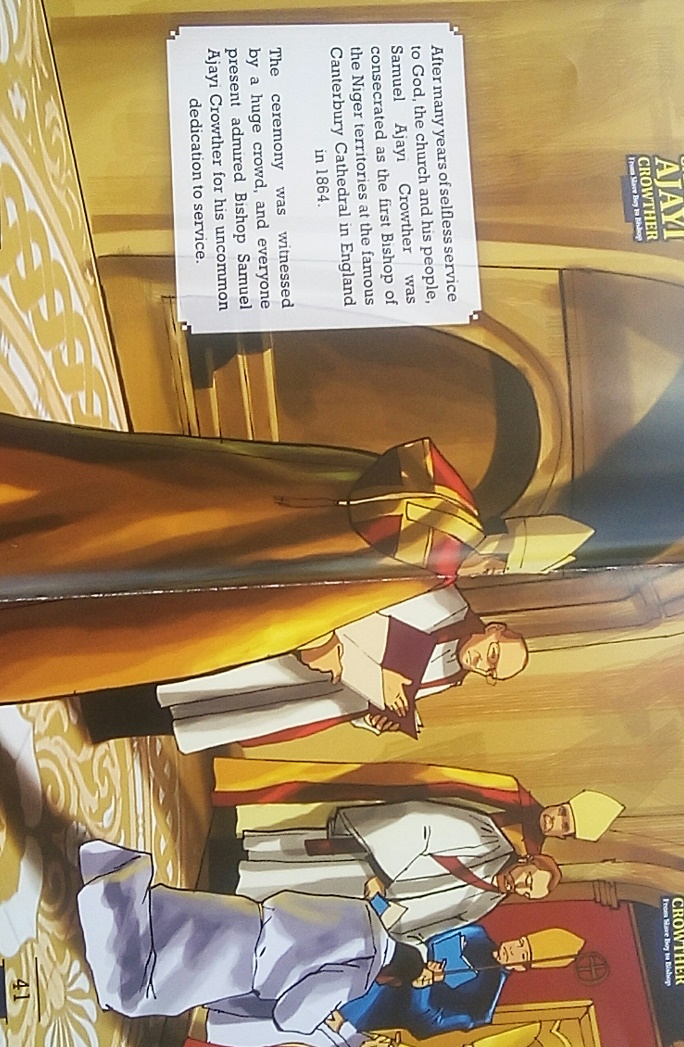 AJAYI
CROWTHER
From Slave Boy to Bishop
After many years of selfless service
to God, the church and his people,
Samuel Ajayi Crowther was
consecrated as the first Bishop of
the Niger territories at the famous
Canterbury Cathedral in England
in 1864.
The ceremony was witnessed
by a huge crowd, and everyone
present admired Bishop Samuel
Ajayi Crowther for his uncommon
dedication to service.
CROWTHER
From Slave Boy to Bishop
41